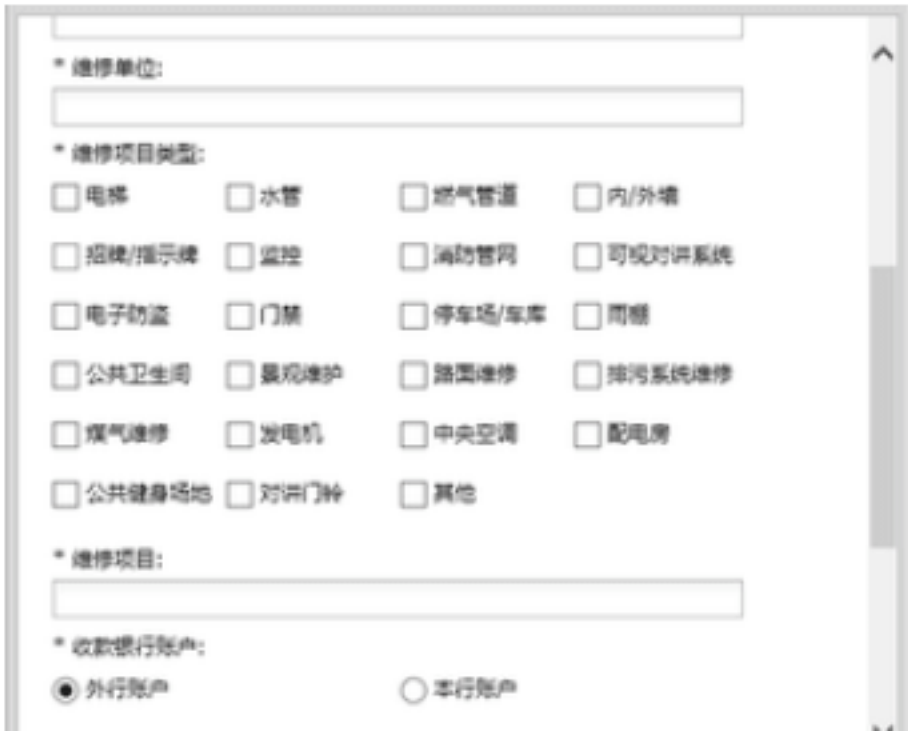 * 维修单位:
* 维修项目类型:
电梯 水管 燃气管道 内/外墙
招牌/指示牌 监控 消防管网 可视对讲系统
电子防盗 门禁 停车场/车库 雨棚
公共卫生间 景观维护 路面维修 排污系统维修
煤气维修 发电机 中央空调 配电房
公共健身场地 对讲门铃 其他
* 维修项目:
* 收款银行账户:
外行账户 本行账户